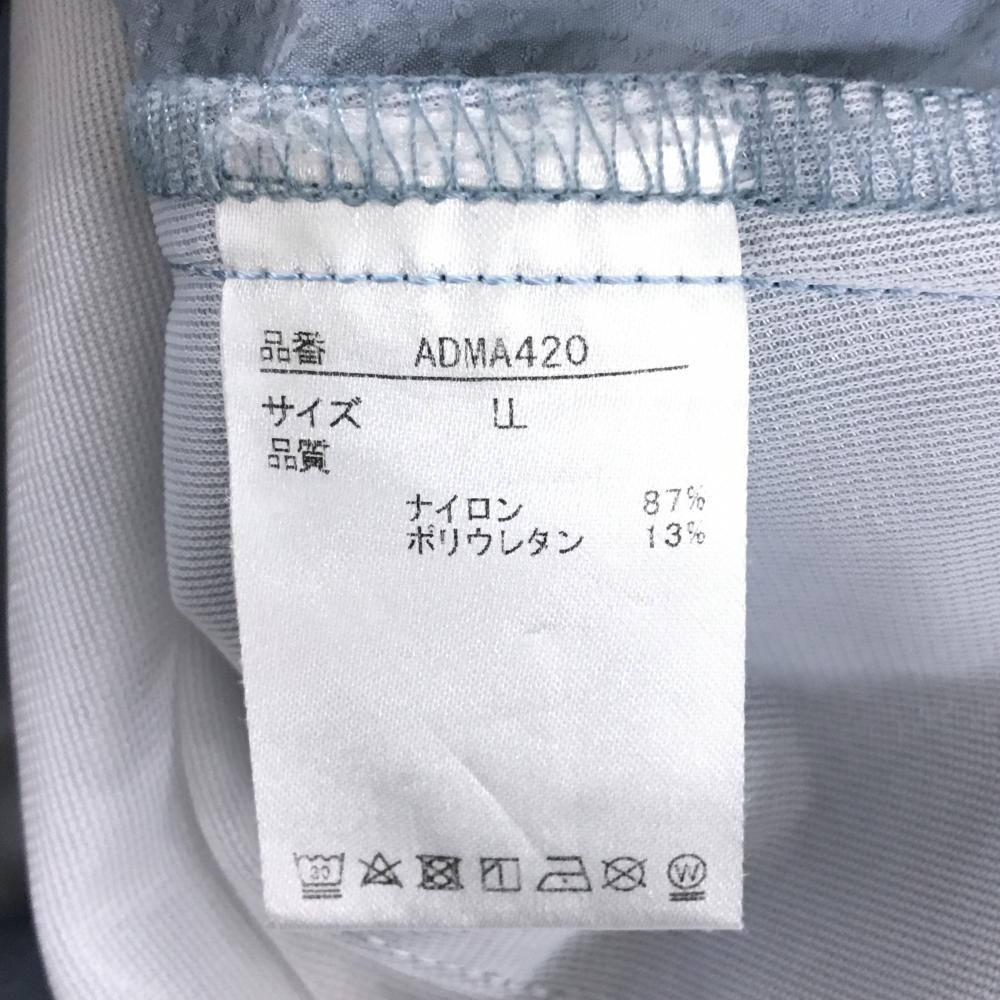 品番 ADMA420
サイズ LL
品質
ナイロン 87%
ポリウレタン 13%
30 W